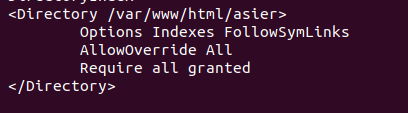 <Directory /var/www/html/asier>
Options Indexes FollowSymLinks
AllowOverride All
Require all granted
</Directory>